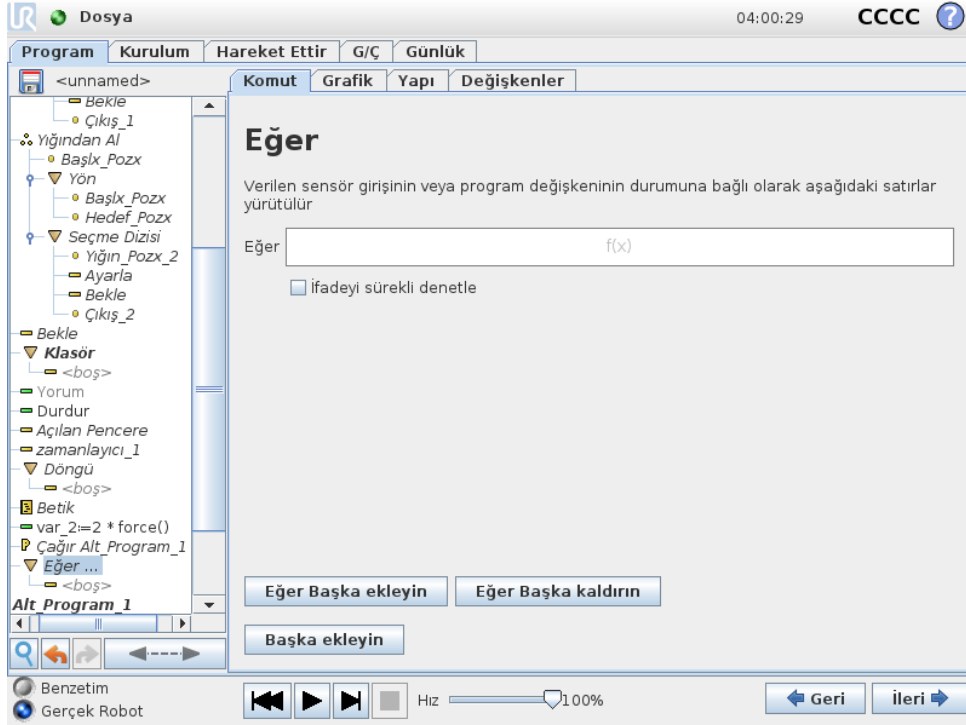 UR Dosya 04:00:29 CCCC ?
Program Kurulum Hareket Ettir G/Ç Günlük
<unnamed>
Komut Grafik Yapı Değişkenler
Bekle
Çıkış_1
Yığından Al
Başlx_Pozx
Yön
Başlx_Pozx
Hedef_Pozx
Seçme Dizisi
Yığın_Pozx_2
Ayarla
Bekle
Çıkış_2
Bekle
Klasör
<boş>
Yorum
Durdur
Açılan Pencere
zamanlayıcı_1
Döngü
<boş>
Betik
var_2:=2 * force()
P Çağır Alt_Program_1
Eğer ...
<boş>
Alt_Program_1
Eğer
Verilen sensör girişinin veya program değişkeninin durumuna bağlı olarak aşağıdaki satırlar
yürütülür
Eğer f(x)
İfadeyi sürekli denetle
Eğer Başka ekleyin Eğer Başka kaldırın
Başka ekleyin
Benzetim
Gerçek Robot
Hız 100%
Geri İleri